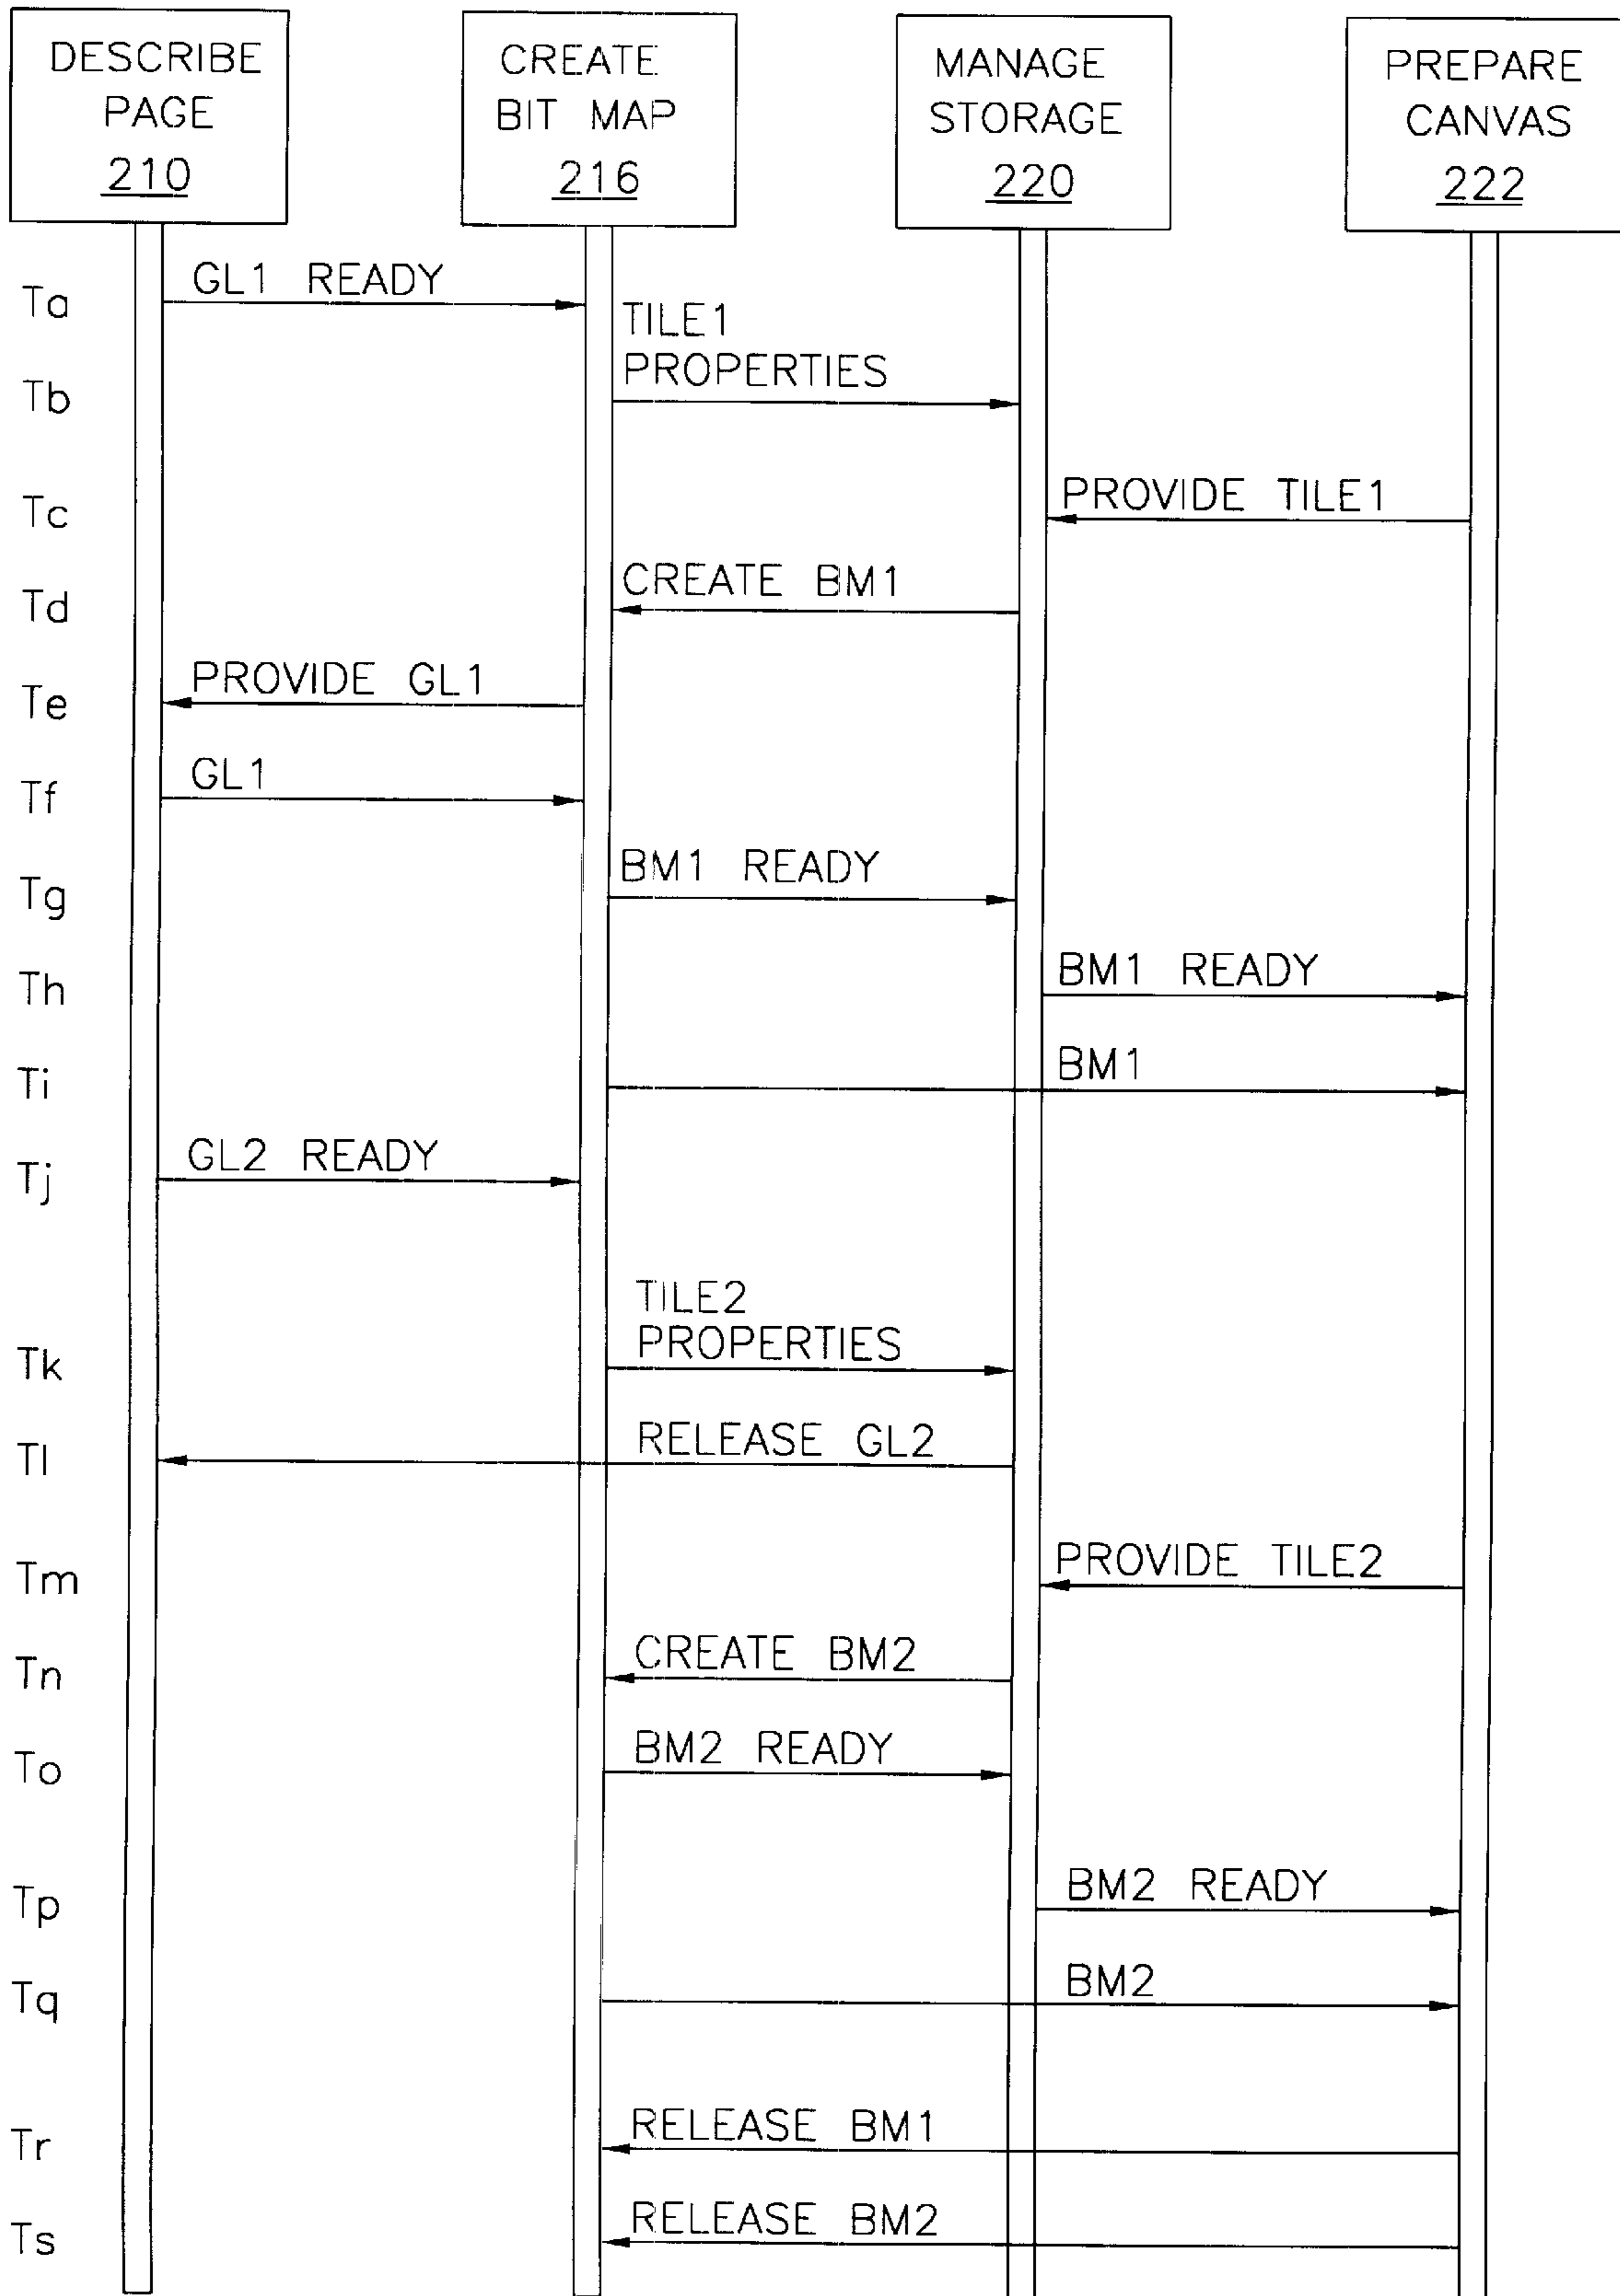 DESCRIBE
PAGE
210
CREATE
BIT MAP
216
MANAGE
STORAGE
220
PREPARE
CANVAS
222
Ta
GL1 READY
TILE1
PROPERTIES
Tb
Tc
PROVIDE TILE1
Td
CREATE BM1
Te
PROVIDE GL1
Tf
GL1
Tg
BM1 READY
Th
BM1 READY
Ti
BM1
Tj
GL2 READY
TILE2
PROPERTIES
Tk
Tl
RELEASE GL2
Tm
PROVIDE TILE2
Tn
CREATE BM2
To
BM2 READY
Tp
BM2 READY
Tq
BM2
Tr
RELEASE BM1
Ts
RELEASE BM2